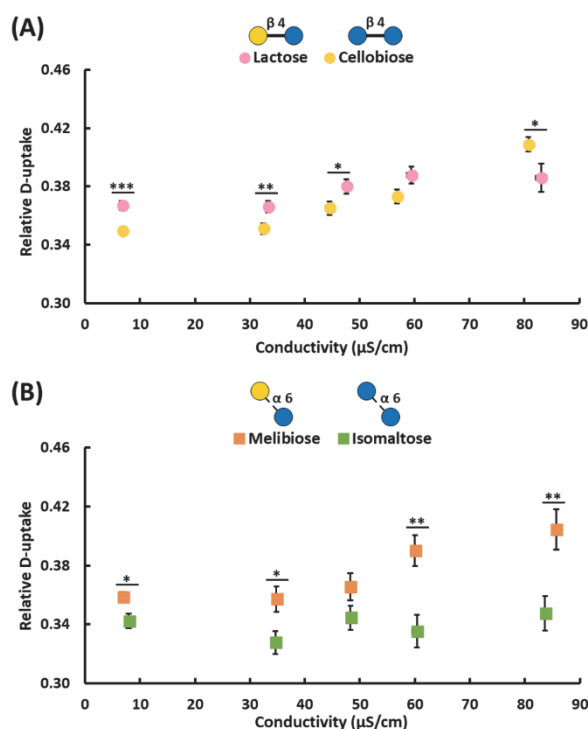 (A)
β 4 β 4
Lactose Cellobiose
Relative D-uptake
0.46
0.42
0.38
0.34
0.30
*** ** * *
0 10 20 30 40 50 60 70 80 90
Conductivity (µS/cm)
(B)
α 6 α 6
Melibiose Isomaltose
Relative D-uptake
0.46
0.42
0.38
0.34
0.30
* * ** **
0 10 20 30 40 50 60 70 80 90
Conductivity (µS/cm)